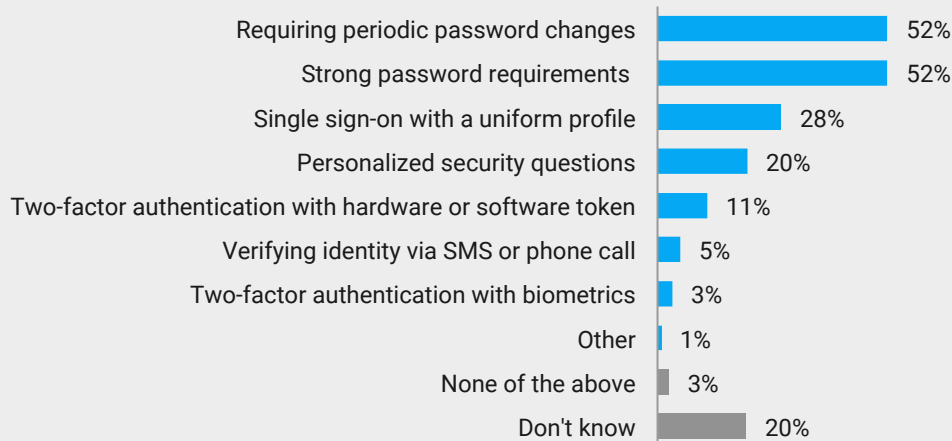 Requiring periodic password changes 52%
Strong password requirements 52%
Single sign-on with a uniform profile 28%
Personalized security questions 20%
Two-factor authentication with hardware or software token 11%
Verifying identity via SMS or phone call 5%
Two-factor authentication with biometrics 3%
Other 1%
None of the above 3%
Don't know 20%